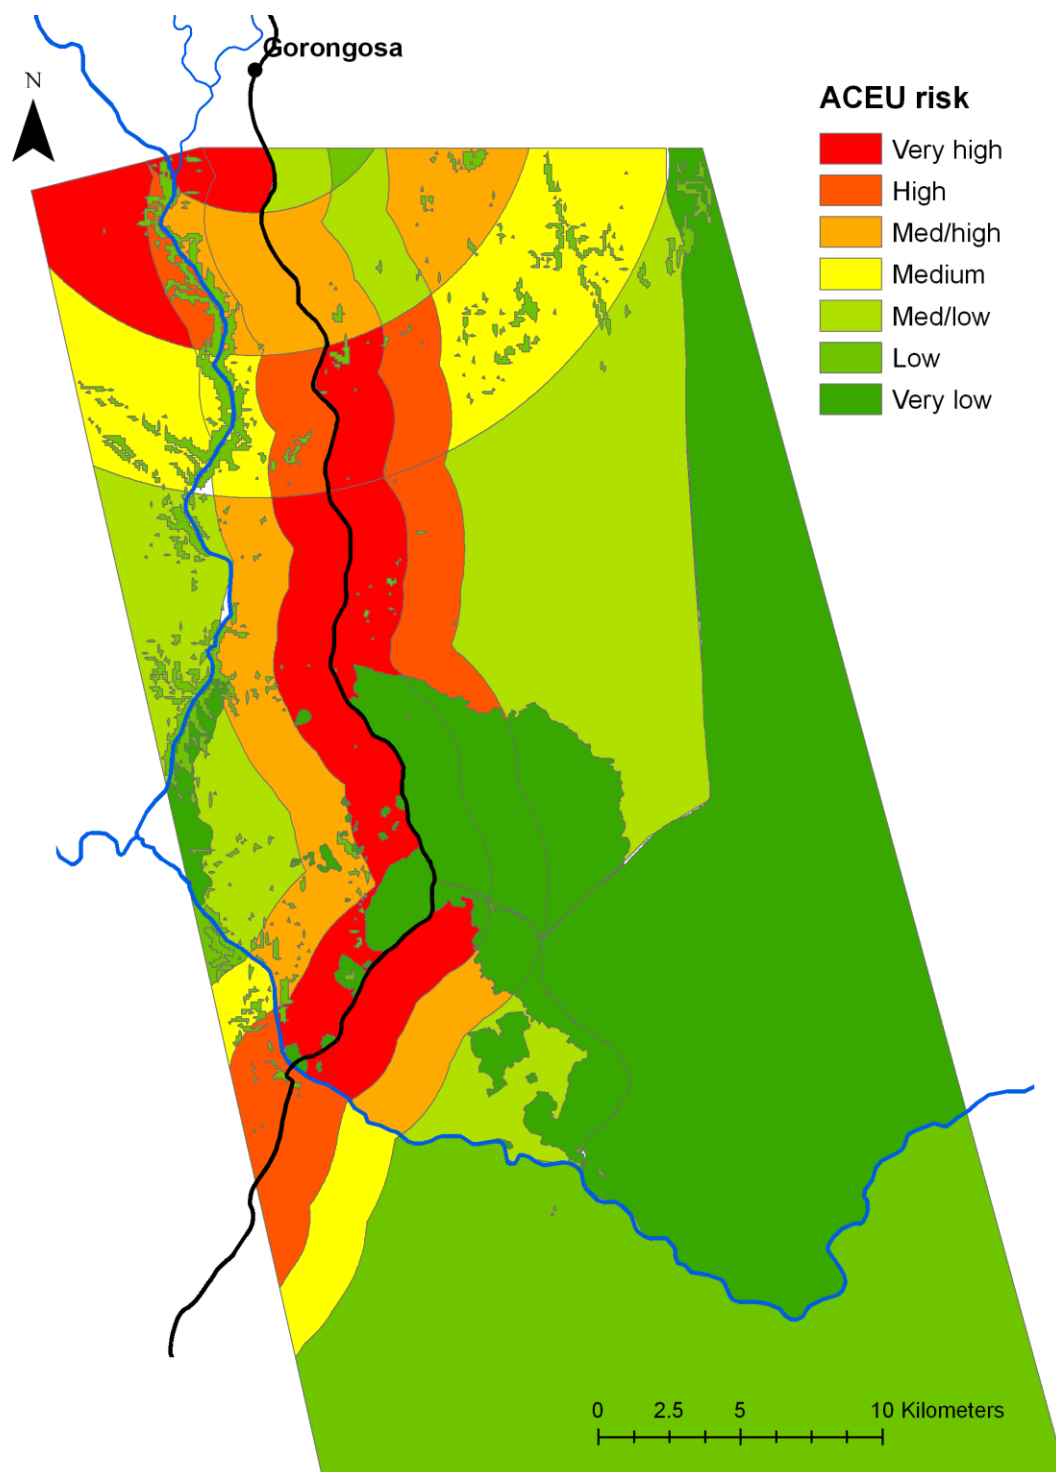 Gorongosa
N
ACEU risk
Very high
High
Med/high
Medium
Med/low
Low
Very low
0 2.5 5 10 Kilometers